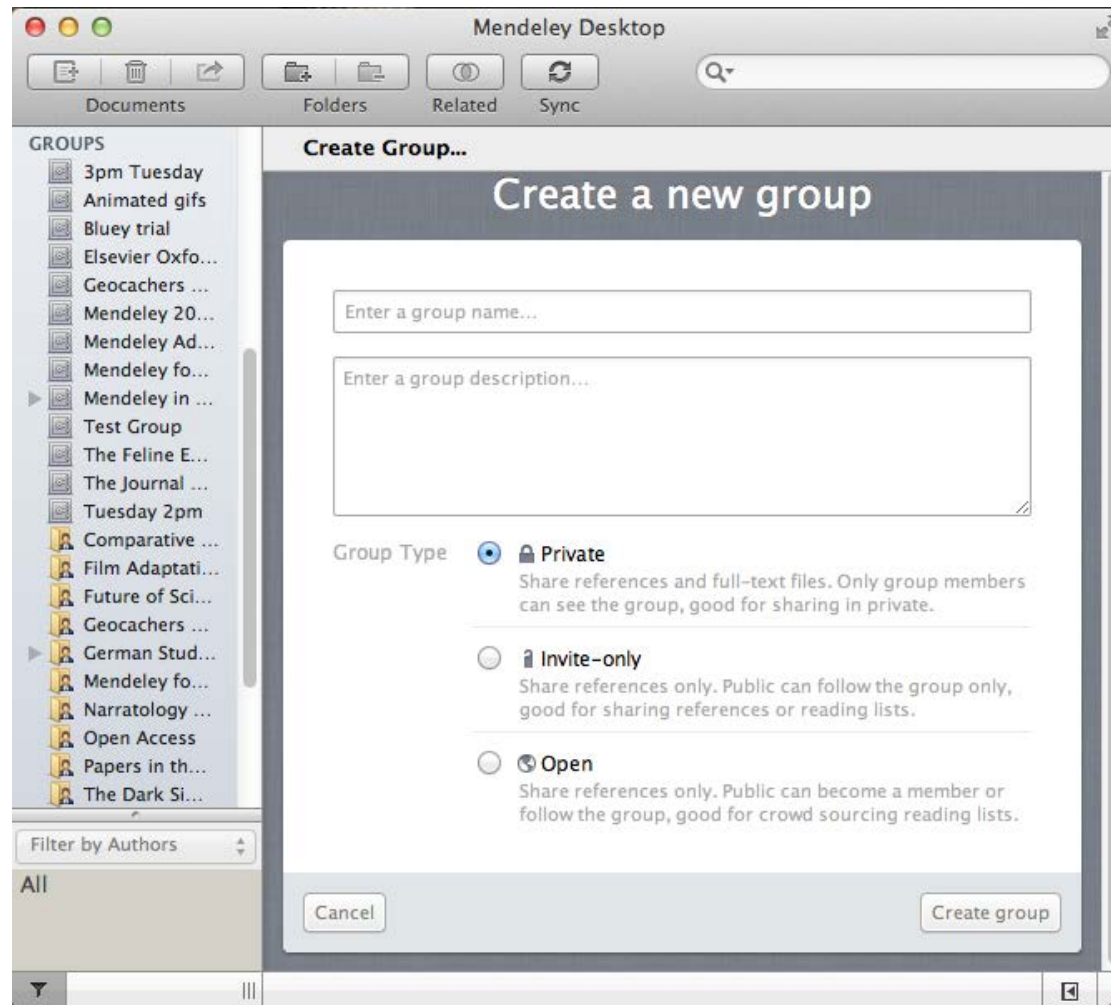 Mendeley Desktop
Documents
Folders
Related
Sync
GROUPS
3pm Tuesday
Animated gifs
Bluey trial
Elsevier Oxfo...
Geocachers ...
Mendeley 20...
Mendeley Ad...
Mendeley fo...
Mendeley in ...
Test Group
The Feline E...
The Journal ...
Tuesday 2pm
Comparative ...
Film Adaptati...
Future of Sci...
Geocachers ...
German Stud...
Mendeley fo...
Narratology ...
Open Access
Papers in th...
The Dark Si...
Filter by Authors
All
Create Group...
Create a new group
Enter a group name...
Enter a group description...
Group Type
Private
Share references and full-text files. Only group members
can see the group, good for sharing in private.
Invite-only
Share references only. Public can follow the group only,
good for sharing references or reading lists.
Open
Share references only. Public can become a member or
follow the group, good for crowd sourcing reading lists.
Cancel
Create group